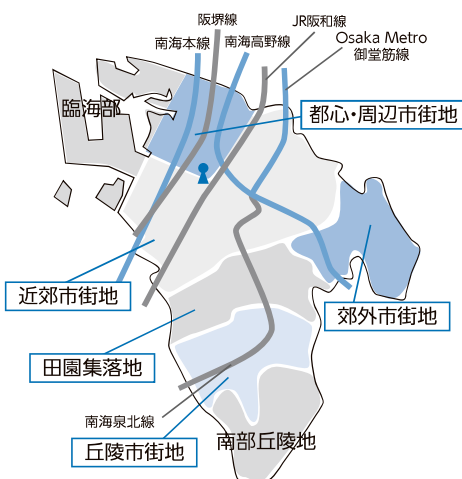 阪堺線
JR阪和線
南海本線
南海高野線
Osaka Metro
御堂筋線
臨海部
都心・周辺市街地
近郊市街地
郊外市街地
田園集落地
南海泉北線
丘陵市街地
南部丘陵地